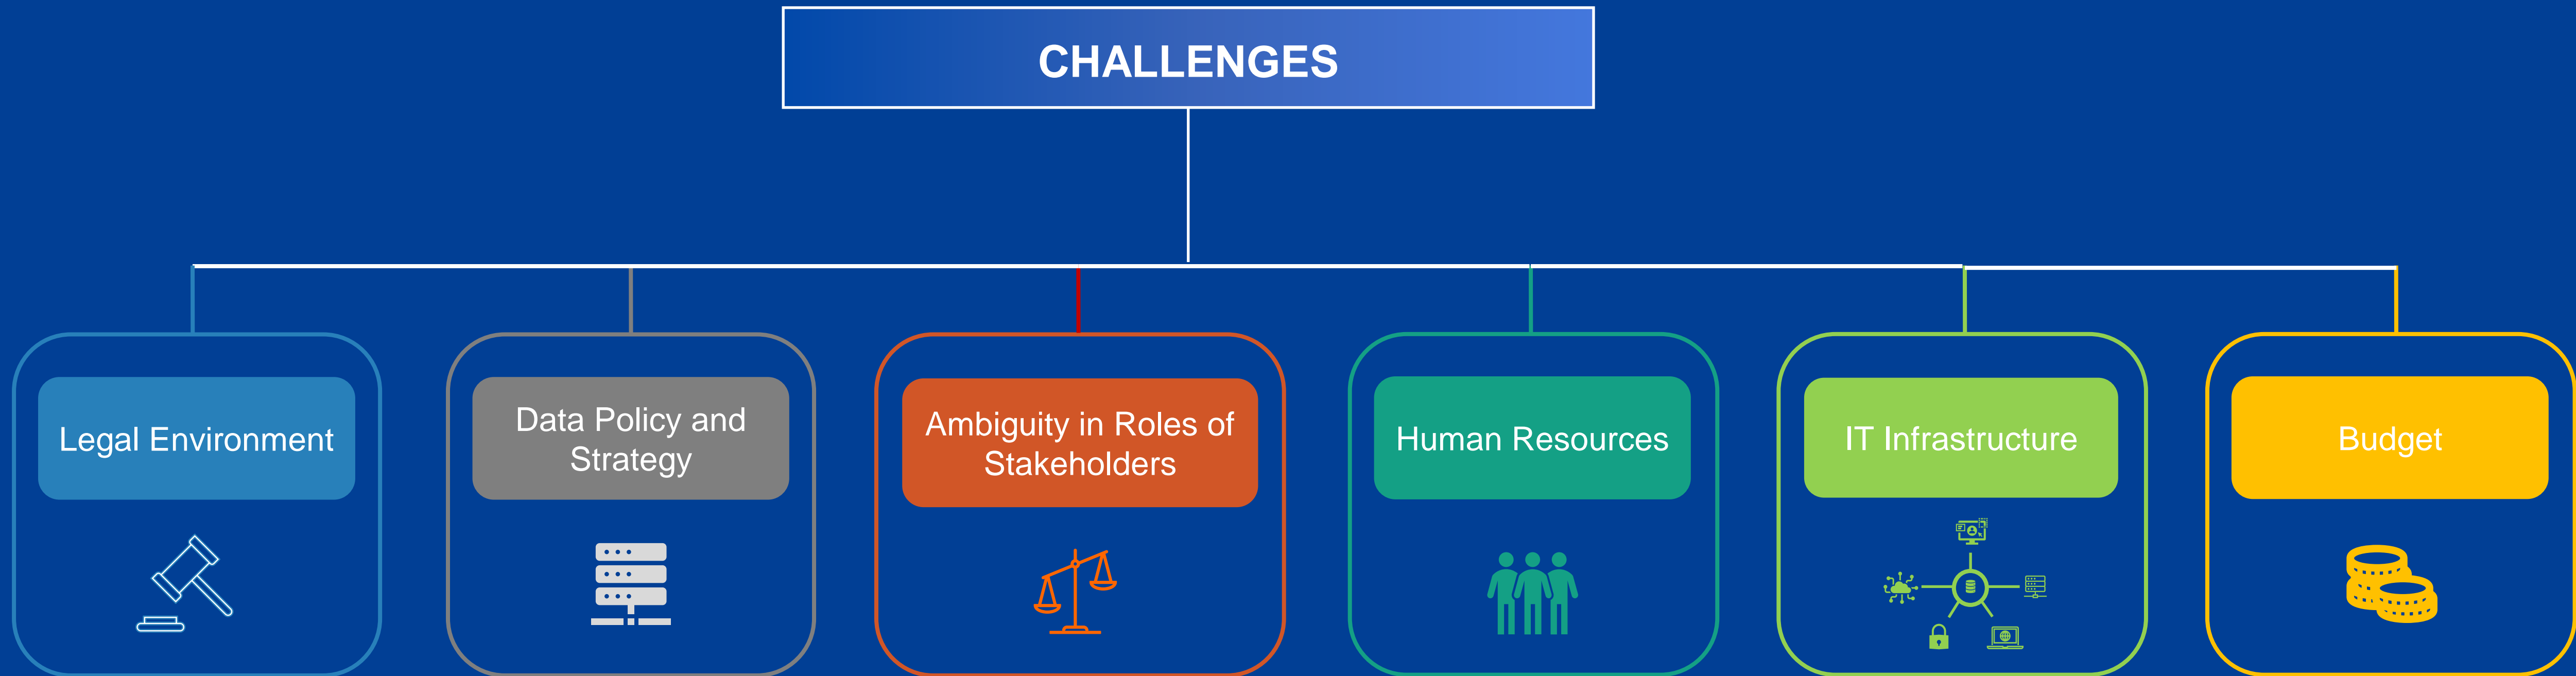 CHALLENGES
Legal Environment
Data Policy and
Strategy
Ambiguity in Roles of
Stakeholders
Human Resources
IT Infrastructure
Budget